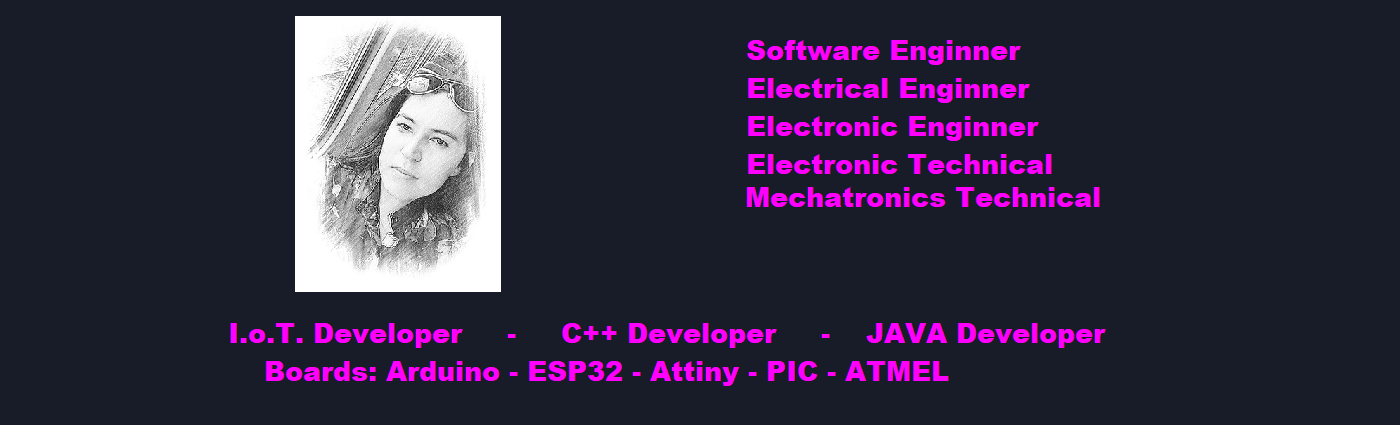 Software Enginner
Electrical Enginner
Electronic Enginner
Electronic Technical
Mechatronics Technical
I.o.T. Developer - C++ Developer - JAVA Developer
Boards: Arduino - ESP32 - Attiny - PIC - ATMEL